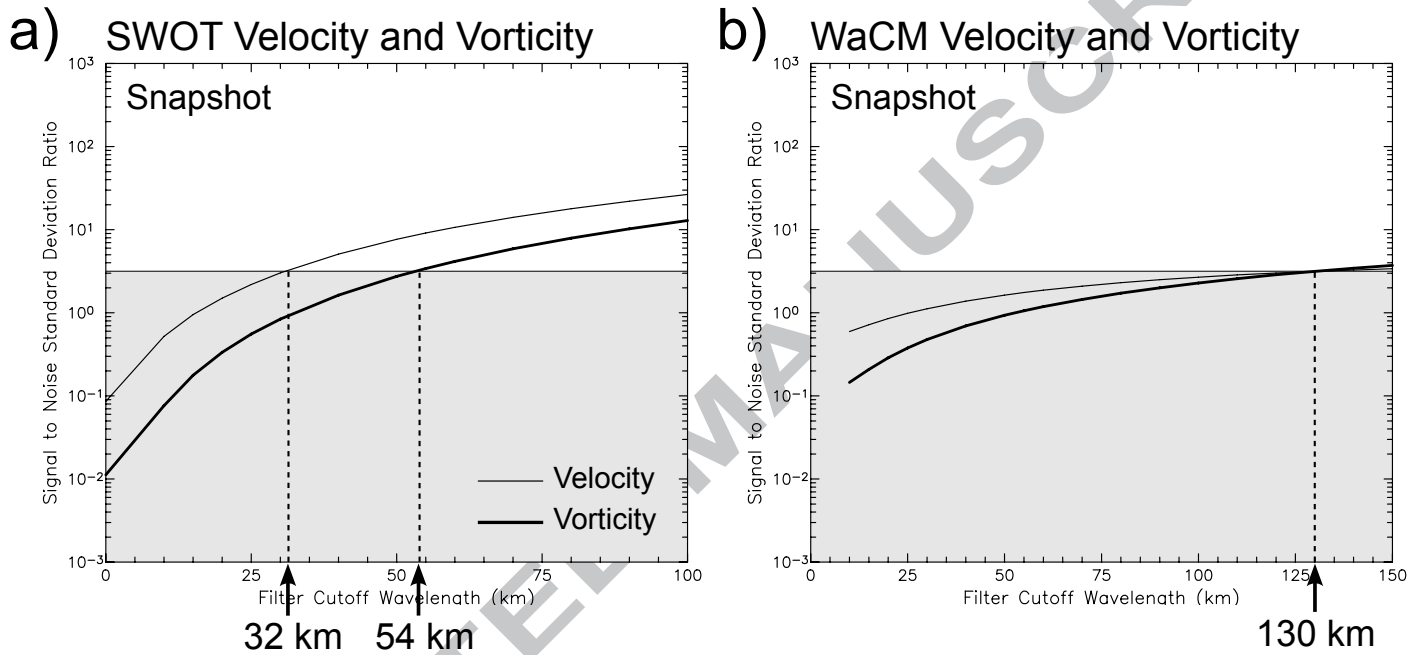 a) SWOT Velocity and Vorticity
Snapshot
10³
10²
10¹
10⁰
10⁻¹
10⁻²
10⁻³
Signal to Noise Standard Deviation Ratio
Velocity
Vorticity
0 25 50 75 100
Filter Cutoff Wavelength (km)
32 km 54 km
b) WaCM Velocity and Vorticity
Snapshot
10³
10²
10¹
10⁰
10⁻¹
10⁻²
10⁻³
Signal to Noise Standard Deviation Ratio
0 25 50 75 100 125 150
Filter Cutoff Wavelength (km)
130 km